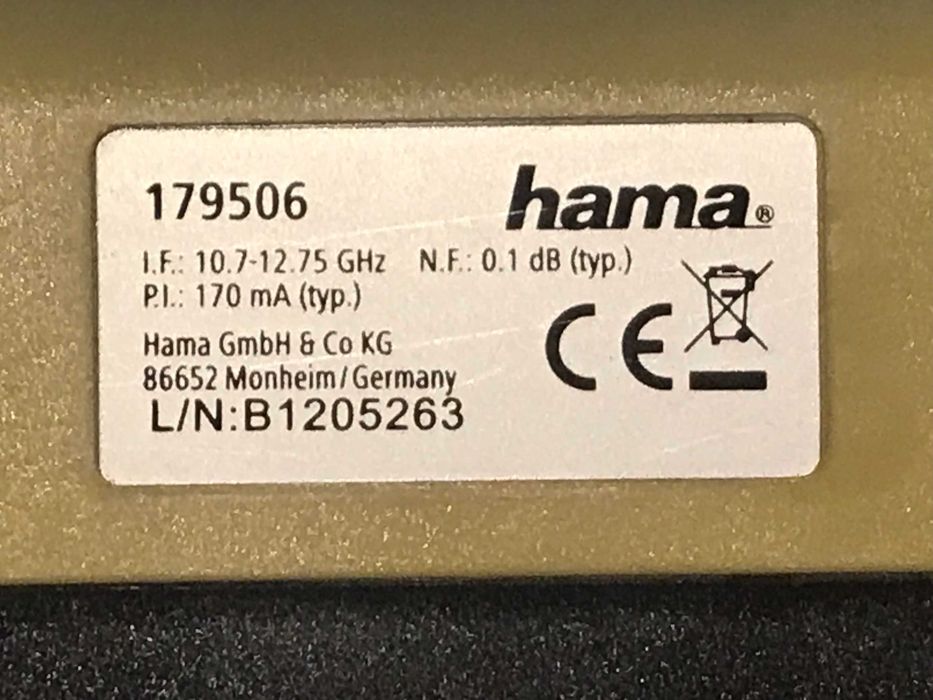 179506
hama®
I.F.: 10.7-12.75 GHz N.F.: 0.1 dB (typ.)
P.I.: 170 mA (typ.)
Hama GmbH & Co KG
86652 Monheim/Germany
L/N:B1205263
CE